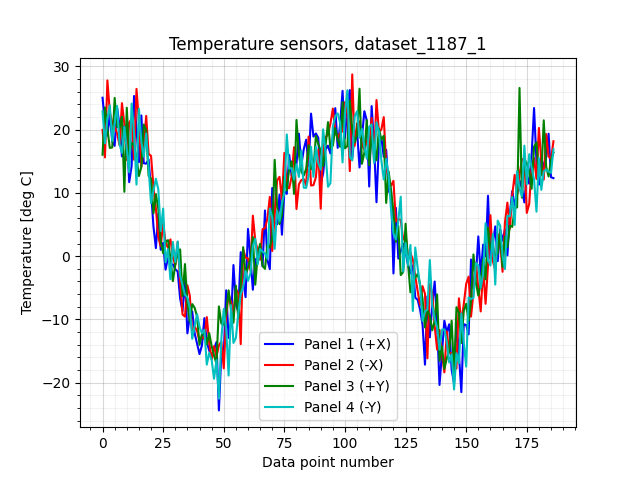 Temperature sensors, dataset_1187_1
Temperature [deg C]
30
20
10
0
−10
−20
Panel 1 (+X)
Panel 2 (-X)
Panel 3 (+Y)
Panel 4 (-Y)
0 25 50 75 100 125 150 175
Data point number